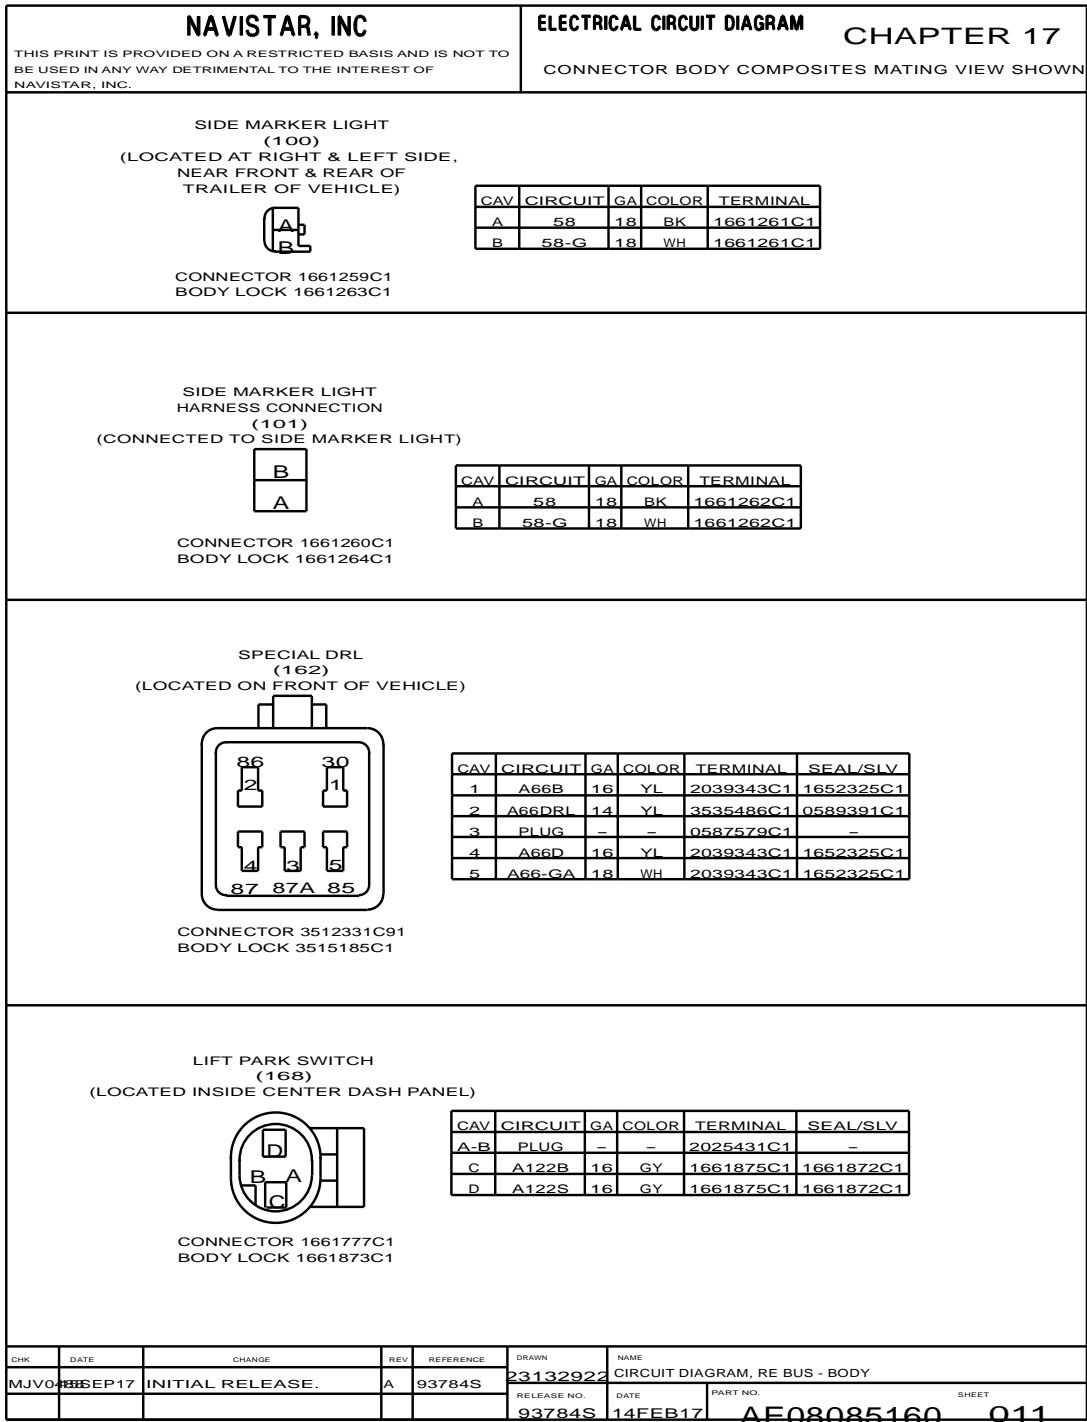 NAVISTAR, INC
THIS PRINT IS PROVIDED ON A RESTRICTED BASIS AND IS NOT TO
BE USED IN ANY WAY DETRIMENTAL TO THE INTEREST OF
NAVISTAR, INC.
ELECTRICAL CIRCUIT DIAGRAM
CHAPTER 17
CONNECTOR BODY COMPOSITES MATING VIEW SHOWN
SIDE MARKER LIGHT
(100)
(LOCATED AT RIGHT & LEFT SIDE,
NEAR FRONT & REAR OF
TRAILER OF VEHICLE)
A
B
CONNECTOR 1661259C1
BODY LOCK 1661263C1
CAV CIRCUIT GA COLOR TERMINAL
A 58 18 BK 1661261C1
B 58-G 18 WH 1661261C1
SIDE MARKER LIGHT
HARNESS CONNECTION
(101)
(CONNECTED TO SIDE MARKER LIGHT)
B
A
CONNECTOR 1661260C1
BODY LOCK 1661264C1
CAV CIRCUIT GA COLOR TERMINAL
A 58 18 BK 1661262C1
B 58-G 18 WH 1661262C1
SPECIAL DRL
(162)
(LOCATED ON FRONT OF VEHICLE)
86 30
2 1
4 3 5
87 87A 85
CONNECTOR 3512331C91
BODY LOCK 3515185C1
CAV CIRCUIT GA COLOR TERMINAL SEAL/SLV
1 A66B 16 YL 2039343C1 1652325C1
2 A66DRL 14 YL 3535486C1 0589391C1
3 PLUG – – 0587579C1 –
4 A66D 16 YL 2039343C1 1652325C1
5 A66-GA 18 WH 2039343C1 1652325C1
LIFT PARK SWITCH
(168)
(LOCATED INSIDE CENTER DASH PANEL)
D
B A
C
CONNECTOR 1661777C1
BODY LOCK 1661873C1
CAV CIRCUIT GA COLOR TERMINAL SEAL/SLV
A-B PLUG – – 2025431C1 –
C A122B 16 GY 1661875C1 1661872C1
D A122S 16 GY 1661875C1 1661872C1
CHK DATE CHANGE REV REFERENCE
INITIAL RELEASE. A 93784S
DRAWN
23132922
NAME
CIRCUIT DIAGRAM, RE BUS - BODY
RELEASE NO.
93784S
DATE
14FEB17
PART NO.
AE08085160
SHEET
011